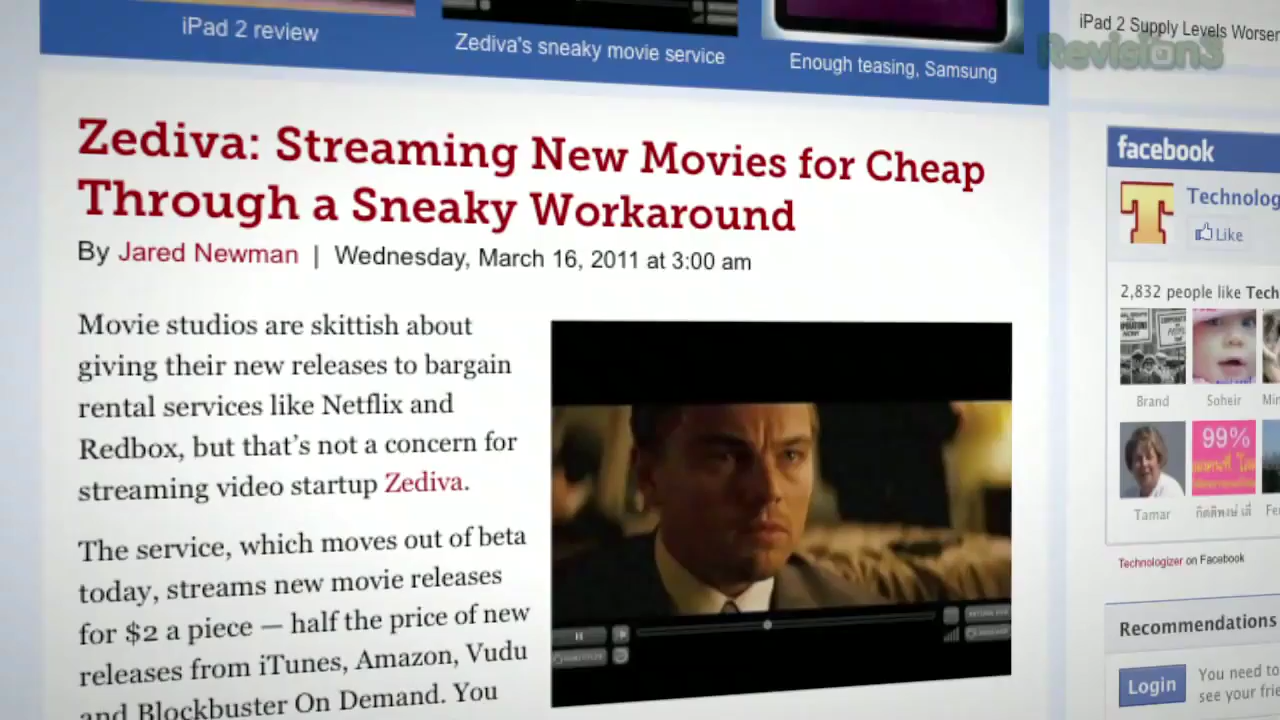 iPad 2 review
Zediva's sneaky movie service
Enough teasing, Samsung
iPad 2 Supply Levels Worsen
Revision3
Zediva: Streaming New Movies for Cheap
Through a Sneaky Workaround
By Jared Newman | Wednesday, March 16, 2011 at 3:00 am
Movie studios are skittish about
giving their new releases to bargain
rental services like Netflix and
Redbox, but that's not a concern for
streaming video startup Zediva.
The service, which moves out of beta
today, streams new movie releases
for $2 a piece — half the price of new
releases from iTunes, Amazon, Vudu
and Blockbuster On Demand. You
facebook
T
Technolog
Like
2,832 people like Tech
Brand
Soheir
Tamar
99%
Technologizer on Facebook
Recommendations
Login
You need to
see your frie